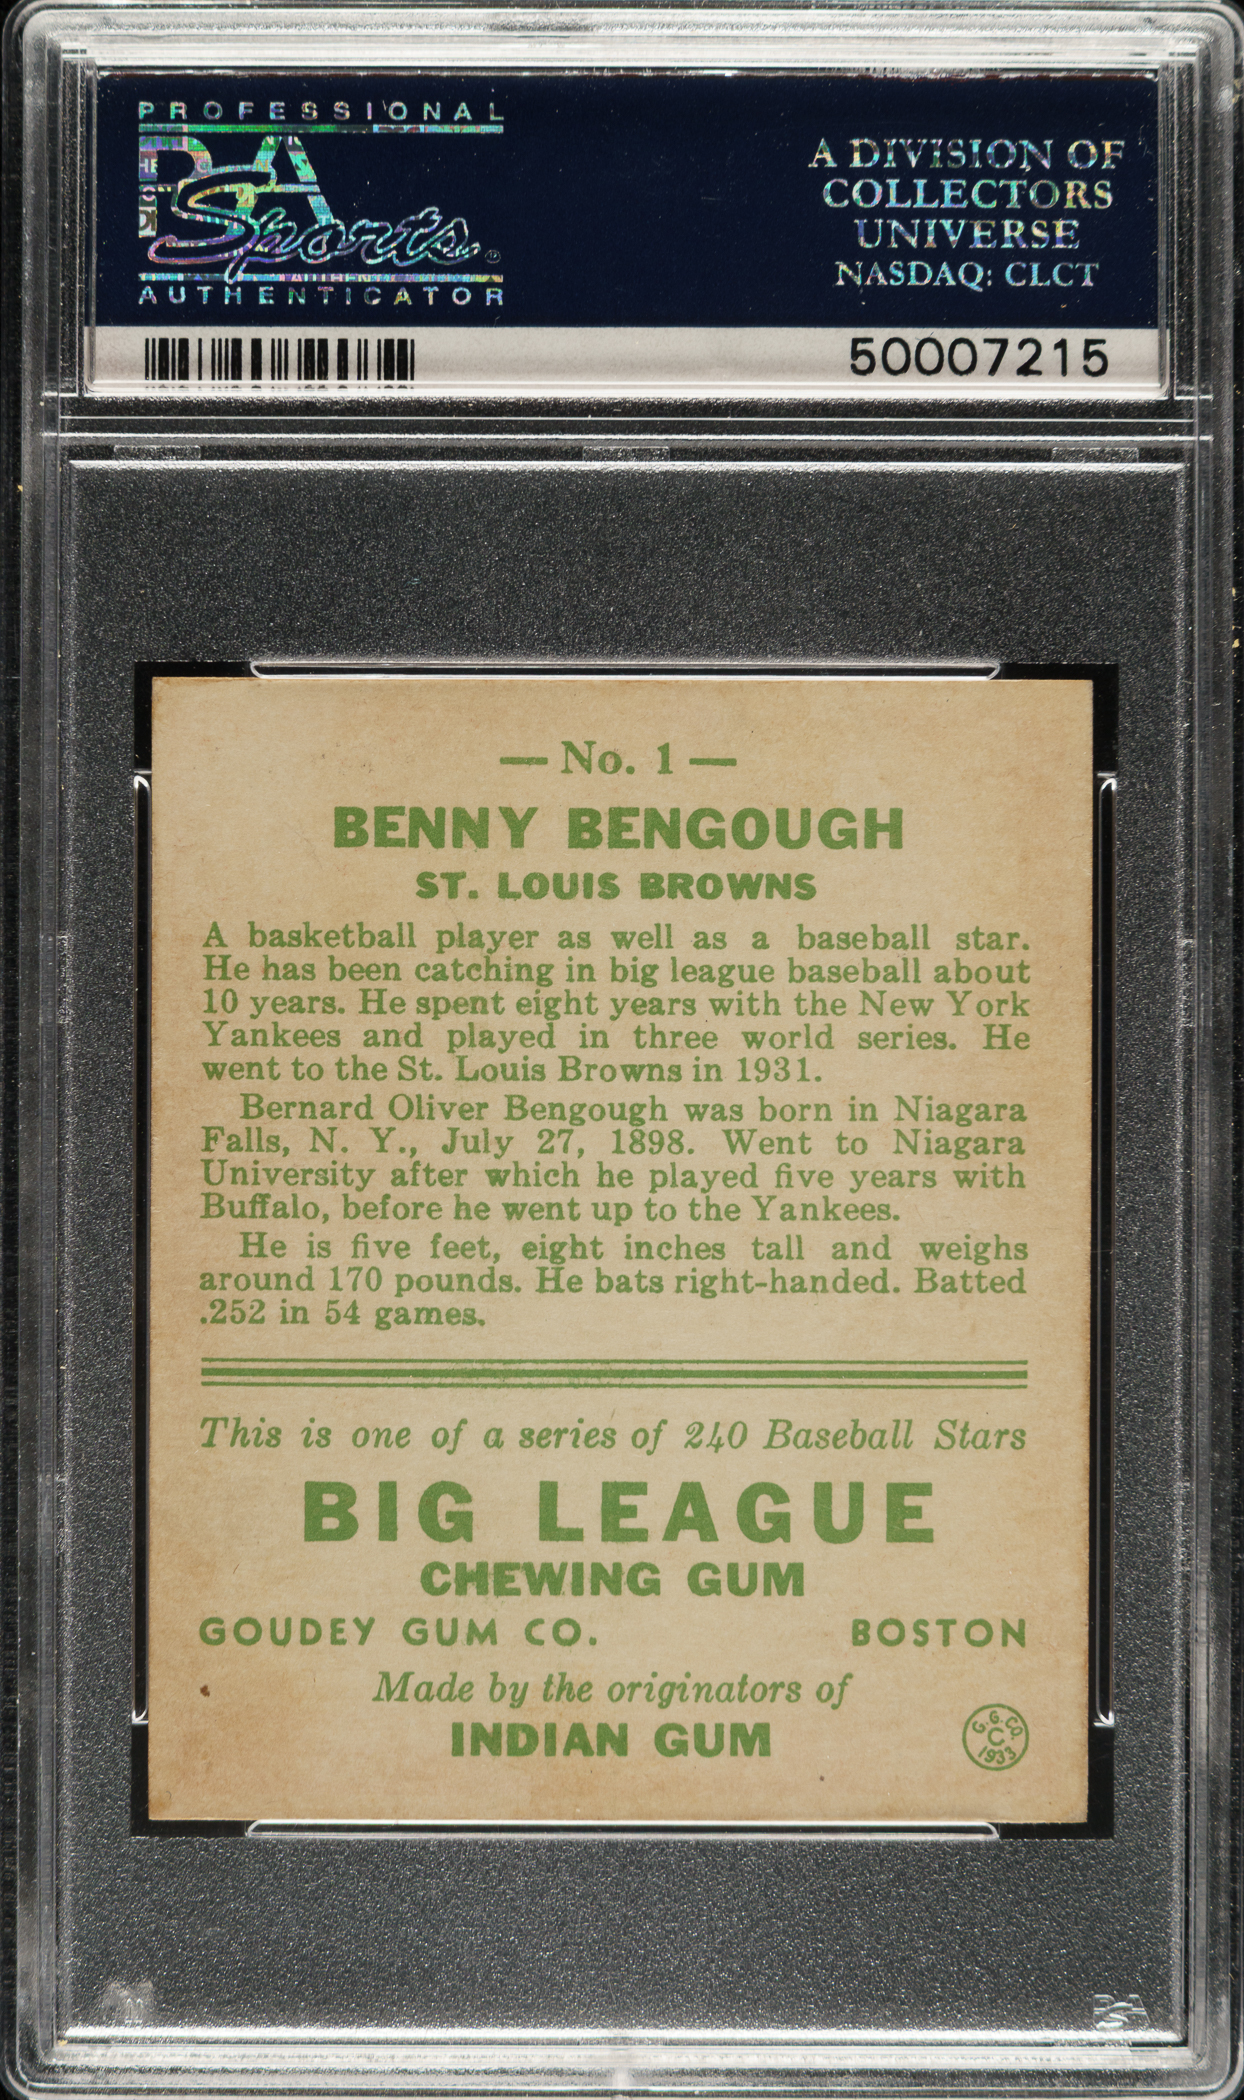 PROFESSIONAL
PSA
Sports
AUTHENTICATOR
A DIVISION OF
COLLECTORS
UNIVERSE
NASDAQ: CLCT
50007215
— No. 1 —
BENNY BENGOUGH
ST. LOUIS BROWNS
A basketball player as well as a baseball star.
He has been catching in big league baseball about
10 years. He spent eight years with the New York
Yankees and played in three world series. He
went to the St. Louis Browns in 1931.
Bernard Oliver Bengough was born in Niagara
Falls, N. Y., July 27, 1898. Went to Niagara
University after which he played five years with
Buffalo, before he went up to the Yankees.
He is five feet, eight inches tall and weighs
around 170 pounds. He bats right-handed. Batted
.252 in 54 games.
This is one of a series of 240 Baseball Stars
BIG LEAGUE
CHEWING GUM
GOUDEY GUM CO. BOSTON
Made by the originators of
INDIAN GUM
G. G. CO.
C
1933
PSA